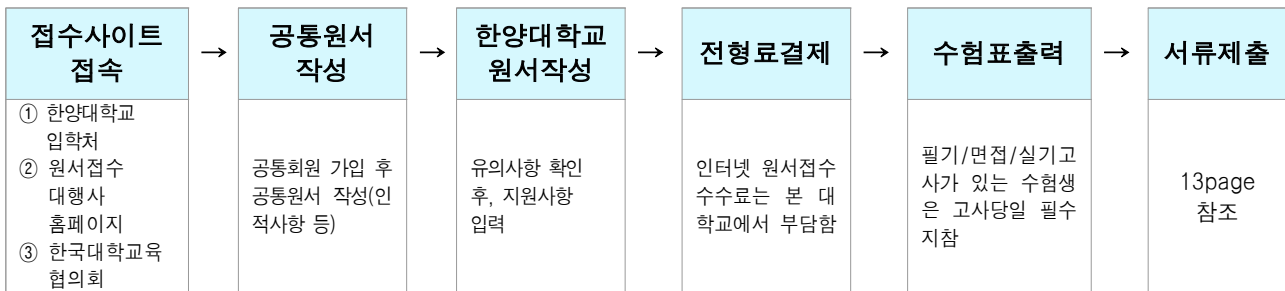 접수사이트
접속
→
공통원서
작성
→
한양대학교
원서작성
→
전형료결제
→
수험표출력
→
서류제출
① 한양대학교
입학처
② 원서접수
대행사
홈페이지
③ 한국대학교육
협의회
공통회원 가입 후
공통원서 작성(인
적사항 등)
유의사항 확인
후, 지원사항
입력
인터넷 원서접수
수수료는 본 대
학교에서 부담함
필기/면접/실기고
사가 있는 수험생
은 고사당일 필수
지참
13page
참조